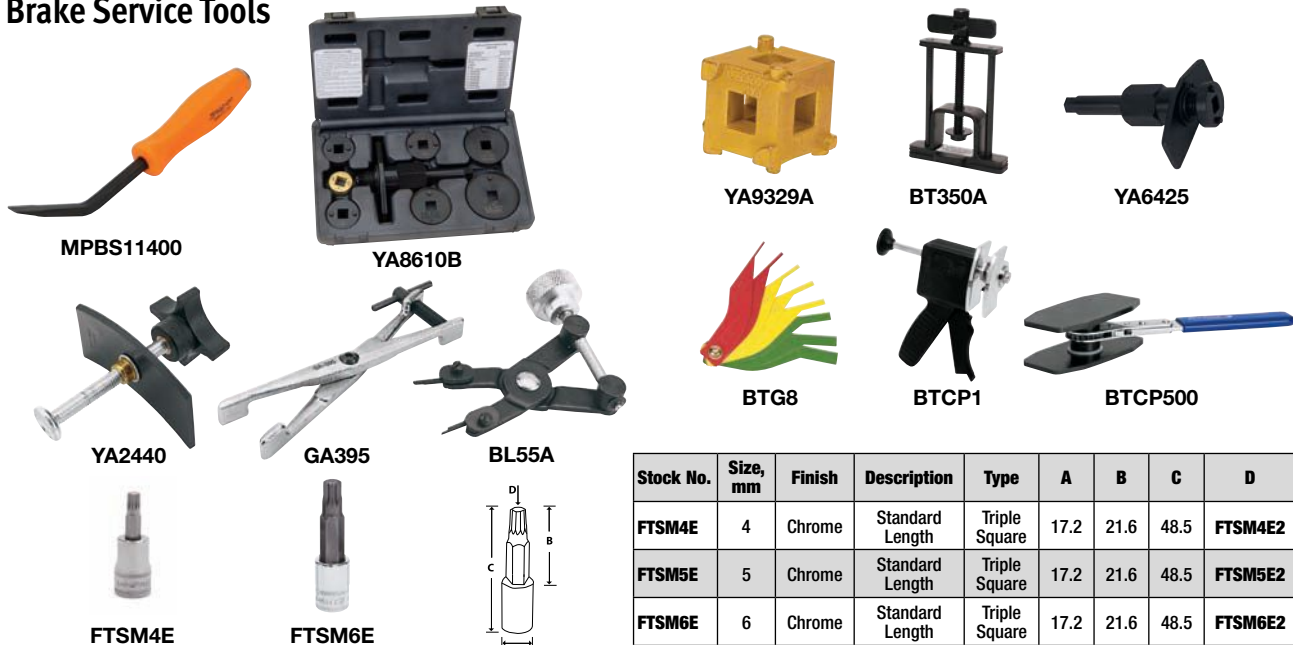 Brake Service Tools
MPBS11400
YA8610B
YA9329A
BT350A
YA6425
YA2440
GA395
BL55A
BTG8
BTCP1
BTCP500
FTSM4E
FTSM6E
D
B
C
Stock No. Size, mm Finish Description Type A B C D
FTSM4E 4 Chrome Standard Length Triple Square 17.2 21.6 48.5 FTSM4E2
FTSM5E 5 Chrome Standard Length Triple Square 17.2 21.6 48.5 FTSM5E2
FTSM6E 6 Chrome Standard Length Triple Square 17.2 21.6 48.5 FTSM6E2